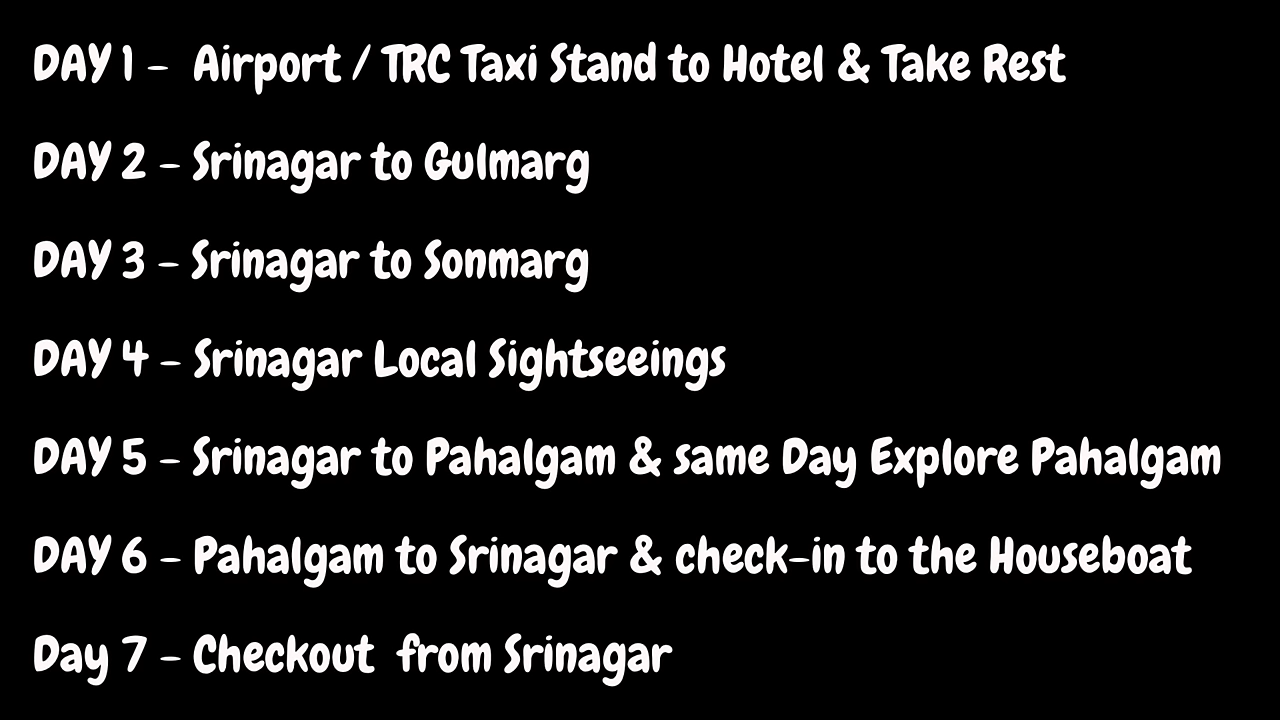 DAY 1 - Airport / TRC Taxi Stand to Hotel & Take Rest
DAY 2 - Srinagar to Gulmarg
DAY 3 - Srinagar to Sonmarg
DAY 4 - Srinagar Local Sightseeings
DAY 5 - Srinagar to Pahalgam & same Day Explore Pahalgam
DAY 6 - Pahalgam to Srinagar & check-in to the Houseboat
Day 7 - Checkout from Srinagar